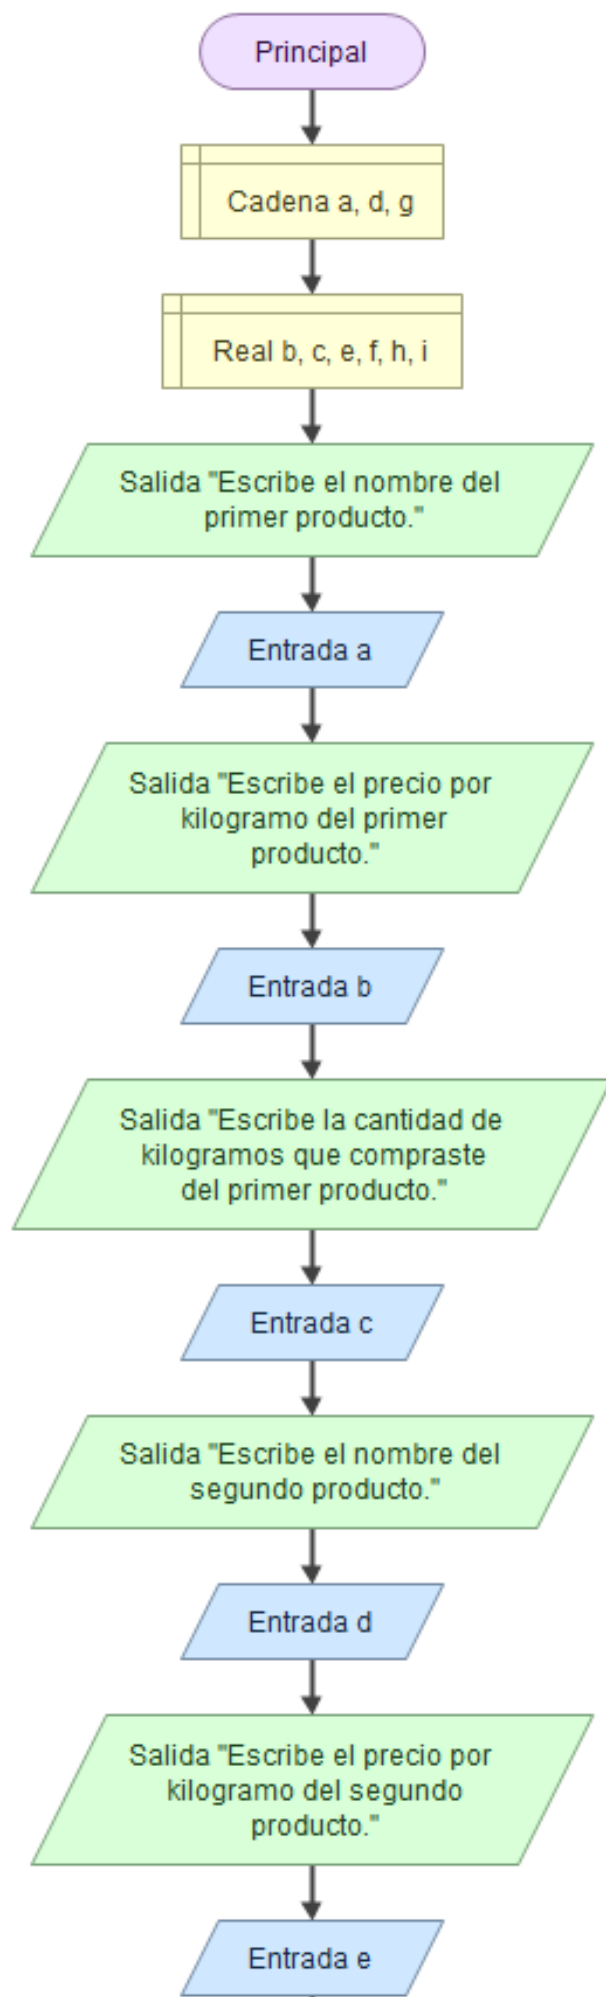 Principal
Cadena a, d, g
Real b, c, e, f, h, i
Salida "Escribe el nombre del
primer producto."
Entrada a
Salida "Escribe el precio por
kilogramo del primer
producto."
Entrada b
Salida "Escribe la cantidad de
kilogramos que compraste
del primer producto."
Entrada c
Salida "Escribe el nombre del
segundo producto."
Entrada d
Salida "Escribe el precio por
kilogramo del segundo
producto."
Entrada e